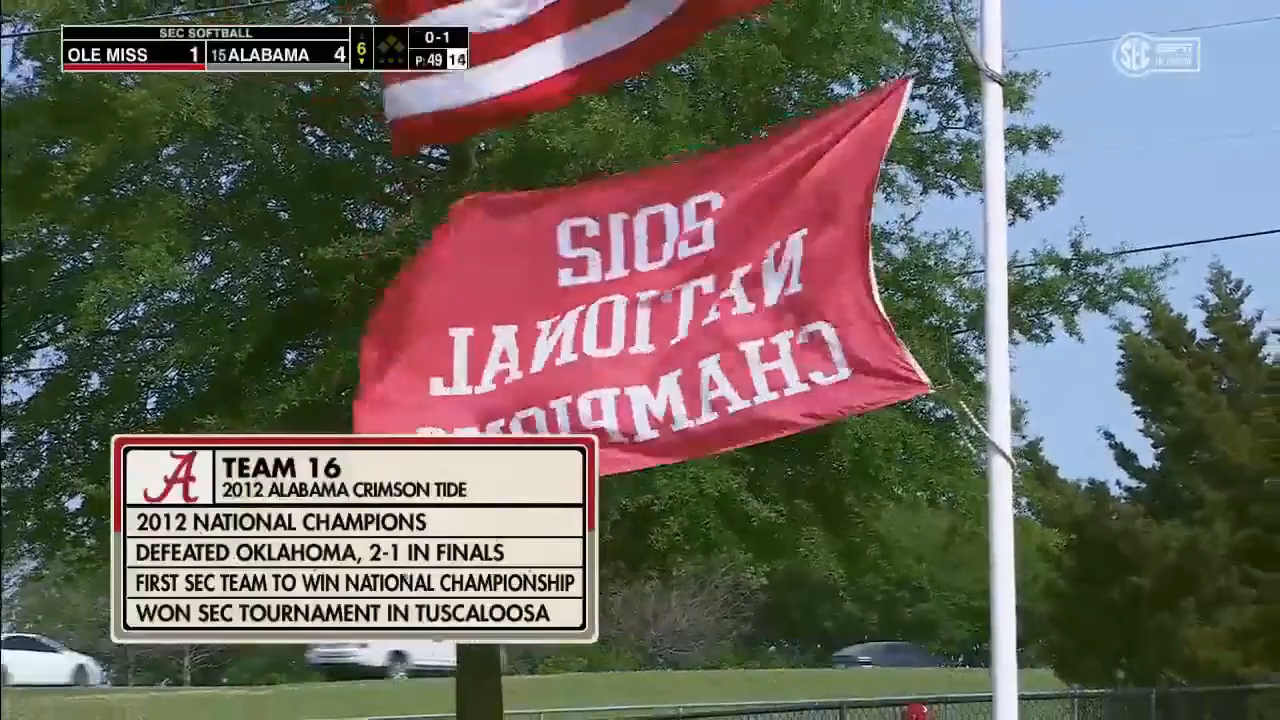 SEC SOFTBALL
OLE MISS 1 15 ALABAMA 4 6 0-1
P: 49 14
SEC ESPN
2012
NATIONAL
CHAMPIONS
A TEAM 16
2012 ALABAMA CRIMSON TIDE
2012 NATIONAL CHAMPIONS
DEFEATED OKLAHOMA, 2-1 IN FINALS
FIRST SEC TEAM TO WIN NATIONAL CHAMPIONSHIP
WON SEC TOURNAMENT IN TUSCALOOSA